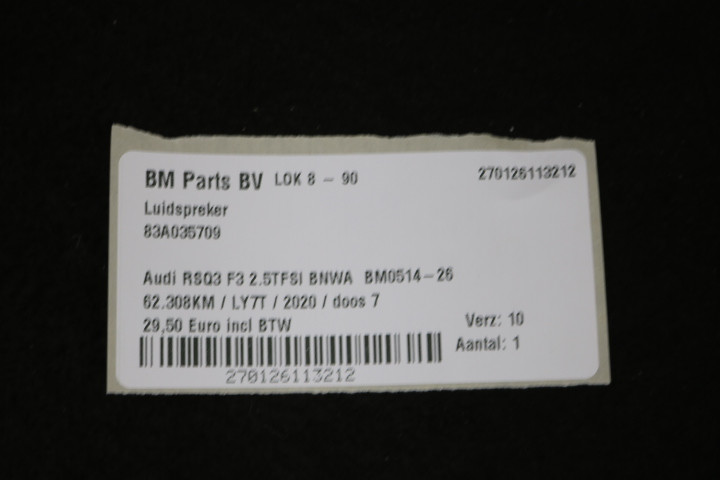 BM Parts BV LOK 8 - 90 270126113212
Luidspreker
83A035709
Audi RSQ3 F3 2.5TFSI BNWA BM0514-26
62.308KM / LY7T / 2020 / doos 7
29,50 Euro incl BTW Verz: 10
Aantal: 1
270126113212